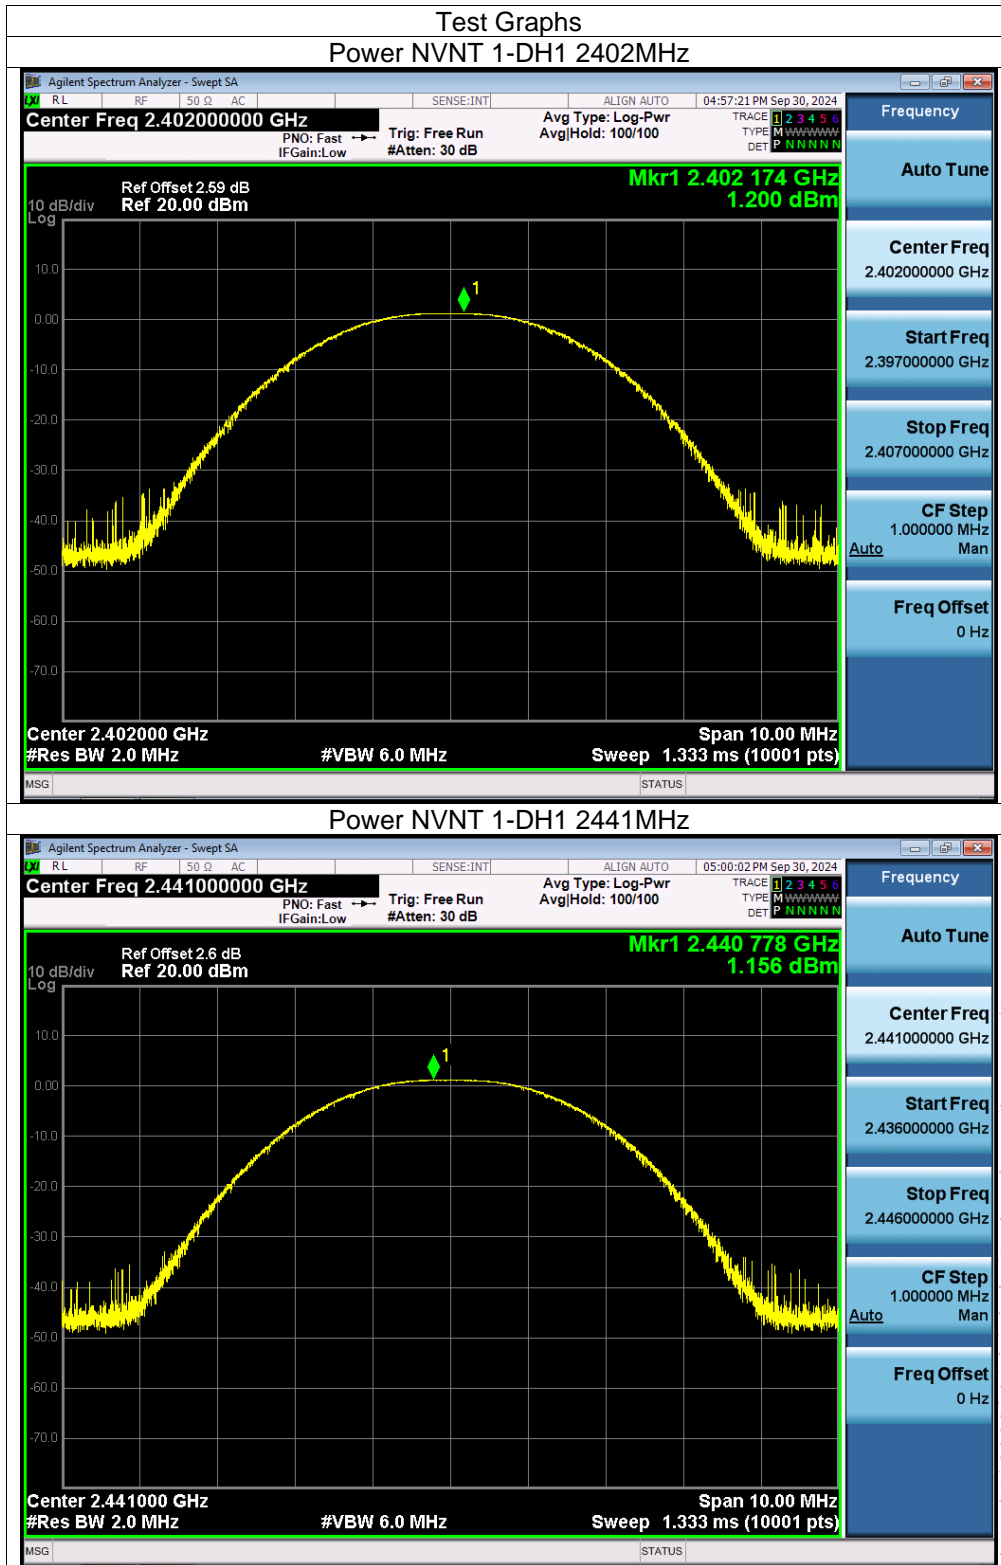 Test Graphs
Power NVNT 1-DH1 2402MHz
Agilent Spectrum Analyzer - Swept SA
LXI RL RF 50 Ω AC SENSE:INT ALIGN AUTO 04:57:21 PM Sep 30, 2024
Center Freq 2.402000000 GHz
PNO: Fast
IFGain:Low
Trig: Free Run
#Atten: 30 dB
Avg Type: Log-Pwr
Avg|Hold: 100/100
TRACE 1 2 3 4 5 6
TYPE M W W W W W
DET P N N N N N
Frequency
Auto Tune
Mkr1 2.402 174 GHz
1.200 dBm
Ref Offset 2.59 dB
10 dB/div Ref 20.00 dBm
Log
10.0
0.00
-10.0
-20.0
-30.0
-40.0
-50.0
-60.0
-70.0
1
Center Freq
2.402000000 GHz
Start Freq
2.397000000 GHz
Stop Freq
2.407000000 GHz
CF Step
1.000000 MHz
Auto Man
Freq Offset
0 Hz
Center 2.402000 GHz Span 10.00 MHz
#Res BW 2.0 MHz #VBW 6.0 MHz Sweep 1.333 ms (10001 pts)
MSG STATUS
Power NVNT 1-DH1 2441MHz
Agilent Spectrum Analyzer - Swept SA
LXI RL RF 50 Ω AC SENSE:INT ALIGN AUTO 05:00:02 PM Sep 30, 2024
Center Freq 2.441000000 GHz
PNO: Fast
IFGain:Low
Trig: Free Run
#Atten: 30 dB
Avg Type: Log-Pwr
Avg|Hold: 100/100
TRACE 1 2 3 4 5 6
TYPE M W W W W W
DET P N N N N N
Frequency
Auto Tune
Mkr1 2.440 778 GHz
1.156 dBm
Ref Offset 2.6 dB
10 dB/div Ref 20.00 dBm
Log
10.0
0.00
-10.0
-20.0
-30.0
-40.0
-50.0
-60.0
-70.0
1
Center Freq
2.441000000 GHz
Start Freq
2.436000000 GHz
Stop Freq
2.446000000 GHz
CF Step
1.000000 MHz
Auto Man
Freq Offset
0 Hz
Center 2.441000 GHz Span 10.00 MHz
#Res BW 2.0 MHz #VBW 6.0 MHz Sweep 1.333 ms (10001 pts)
MSG STATUS